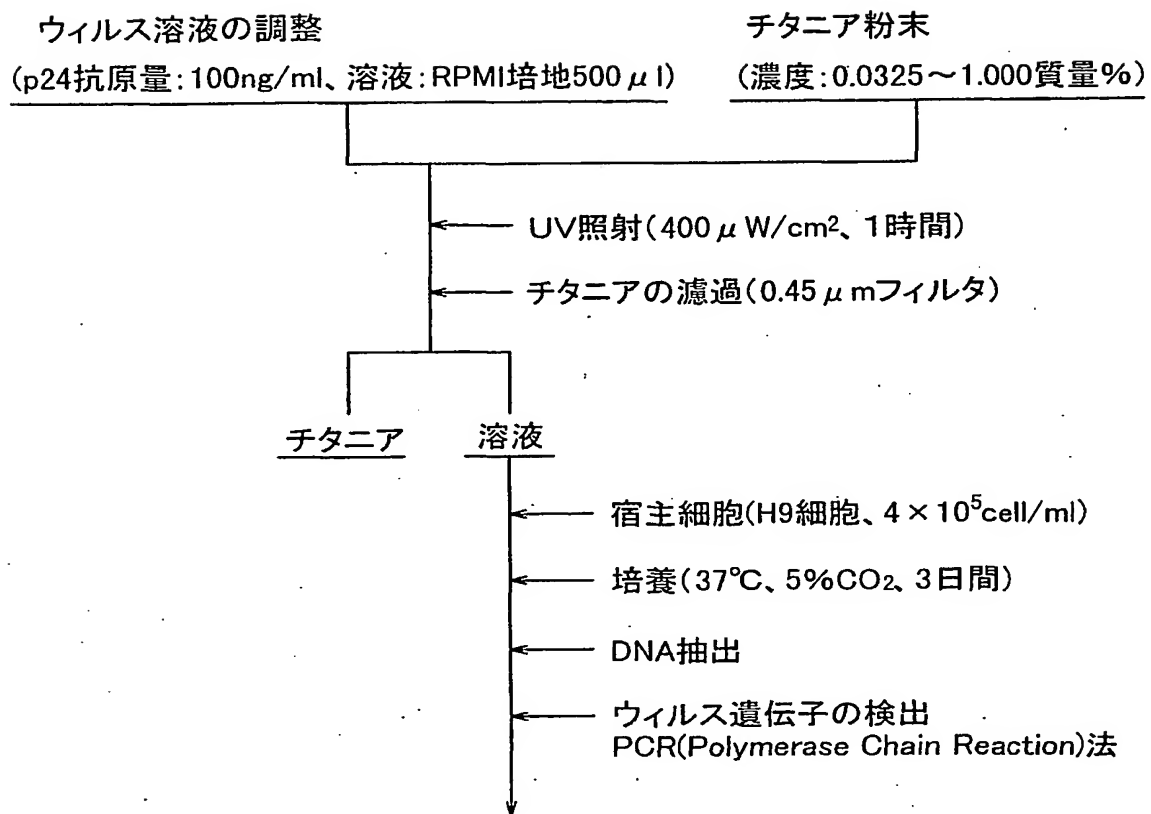 ウィルス溶液の調整
(p24抗原量:100ng/ml、溶液:RPMI培地500μl)
チタニア粉末
(濃度:0.0325~1.000質量%)
UV照射(400μW/cm²、1時間)
チタニアの濾過(0.45μmフィルタ)
チタニア
溶液
宿主細胞(H9細胞、4×10⁵cell/ml)
培養(37℃、5%CO₂、3日間)
DNA抽出
ウィルス遺伝子の検出
PCR(Polymerase Chain Reaction)法